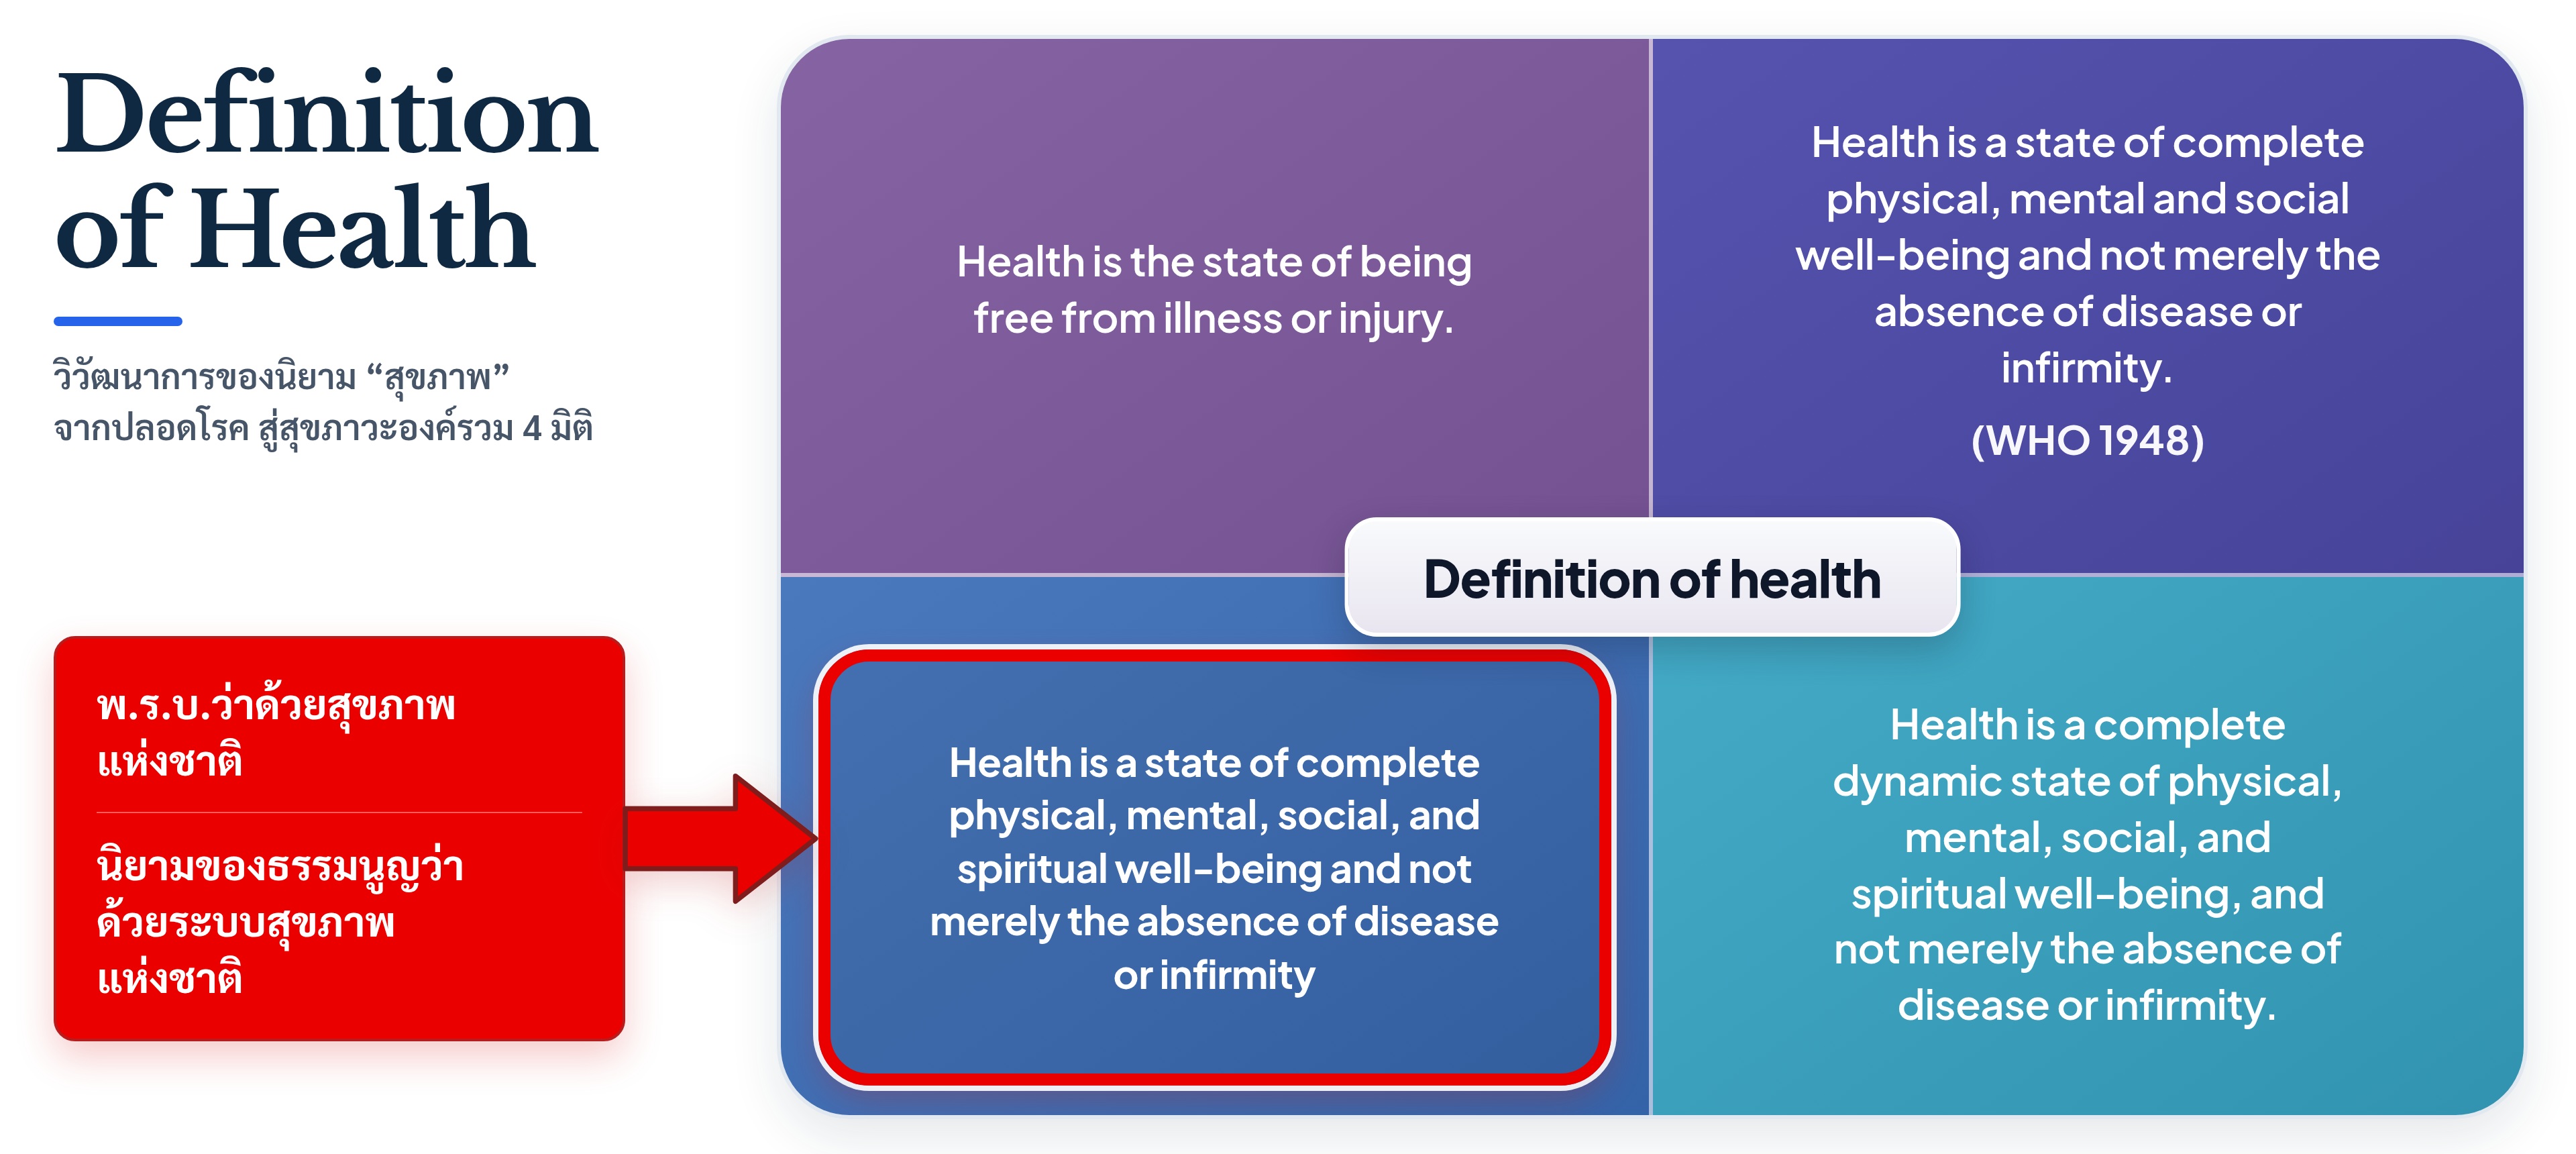 Definition
of Health
วิวัฒนาการของนิยาม “สุขภาพ”
จากปลอดโรค สู่สุขภาวะองค์รวม 4 มิติ
พ.ร.บ.ว่าด้วยสุขภาพ
แห่งชาติ
นิยามของธรรมนูญว่า
ด้วยระบบสุขภาพ
แห่งชาติ
Health is the state of being
free from illness or injury.
Health is a state of complete
physical, mental and social
well-being and not merely the
absence of disease or
infirmity.
(WHO 1948)
Definition of health
Health is a state of complete
physical, mental, social, and
spiritual well-being and not
merely the absence of disease
or infirmity
Health is a complete
dynamic state of physical,
mental, social, and
spiritual well-being, and
not merely the absence of
disease or infirmity.